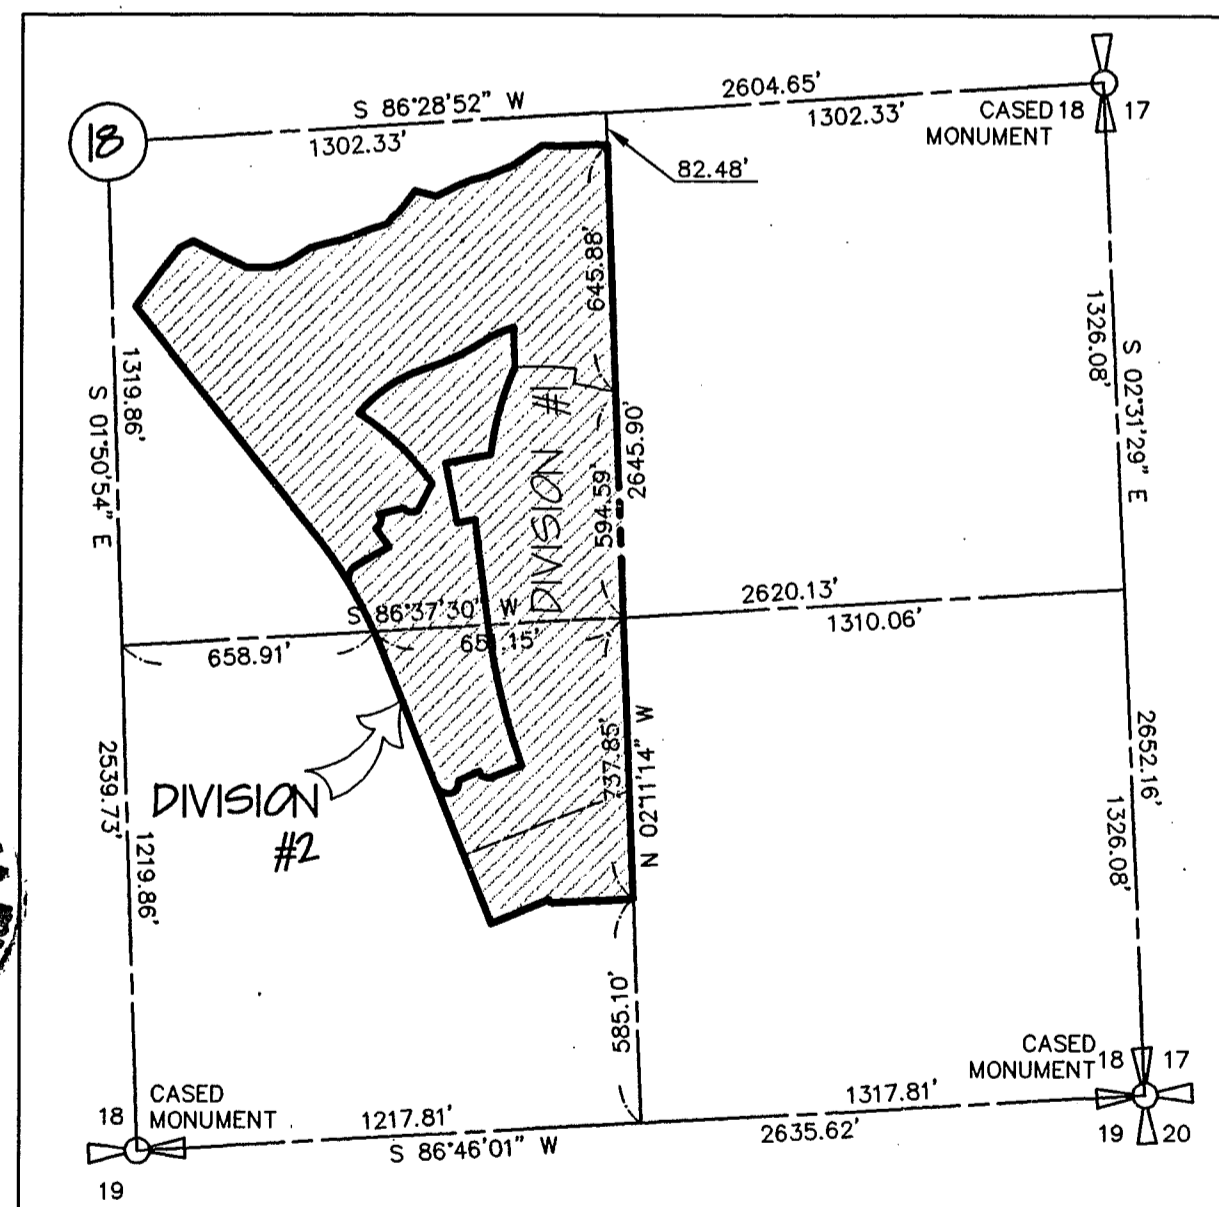 2604.65'
S 86°28'52" W
1302.33'
1302.33'
CASED 18 17
MONUMENT
18
82.48'
645.88'
1326.08'
S 02°31'29" E
1319.86'
S 01°50'54" E
DIVISION #1
2645.90'
594.59'
S 86°37'30" W
651.15'
658.91'
2620.13'
1310.06'
737.85'
N 02°11'14" W
2652.16'
1326.08'
2539.73'
1219.86'
DIVISION
#2
585.10'
CASED
MONUMENT
18
1217.81'
S 86°46'01" W
19
CASED
MONUMENT 18 17
1317.81'
2635.62'
19 20